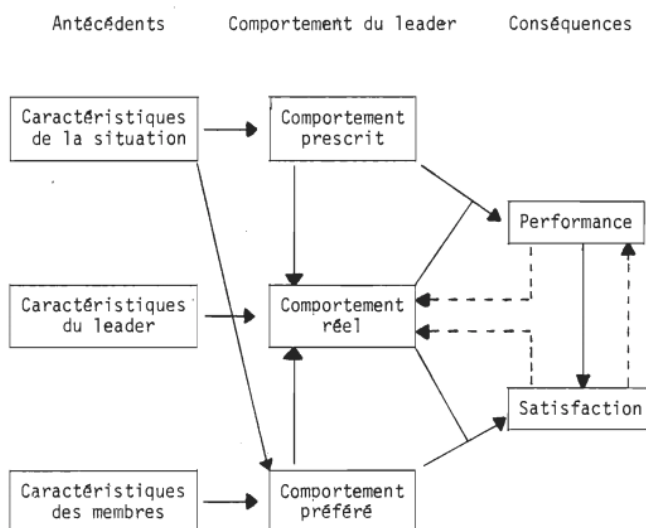 Antécédents
Comportement du leader
Conséquences
Caractéristiques
de la situation
Comportement
prescrit
Performance
Caractéristiques
du leader
Comportement
réel
Satisfaction
Caractéristiques
des membres
Comportement
préféré